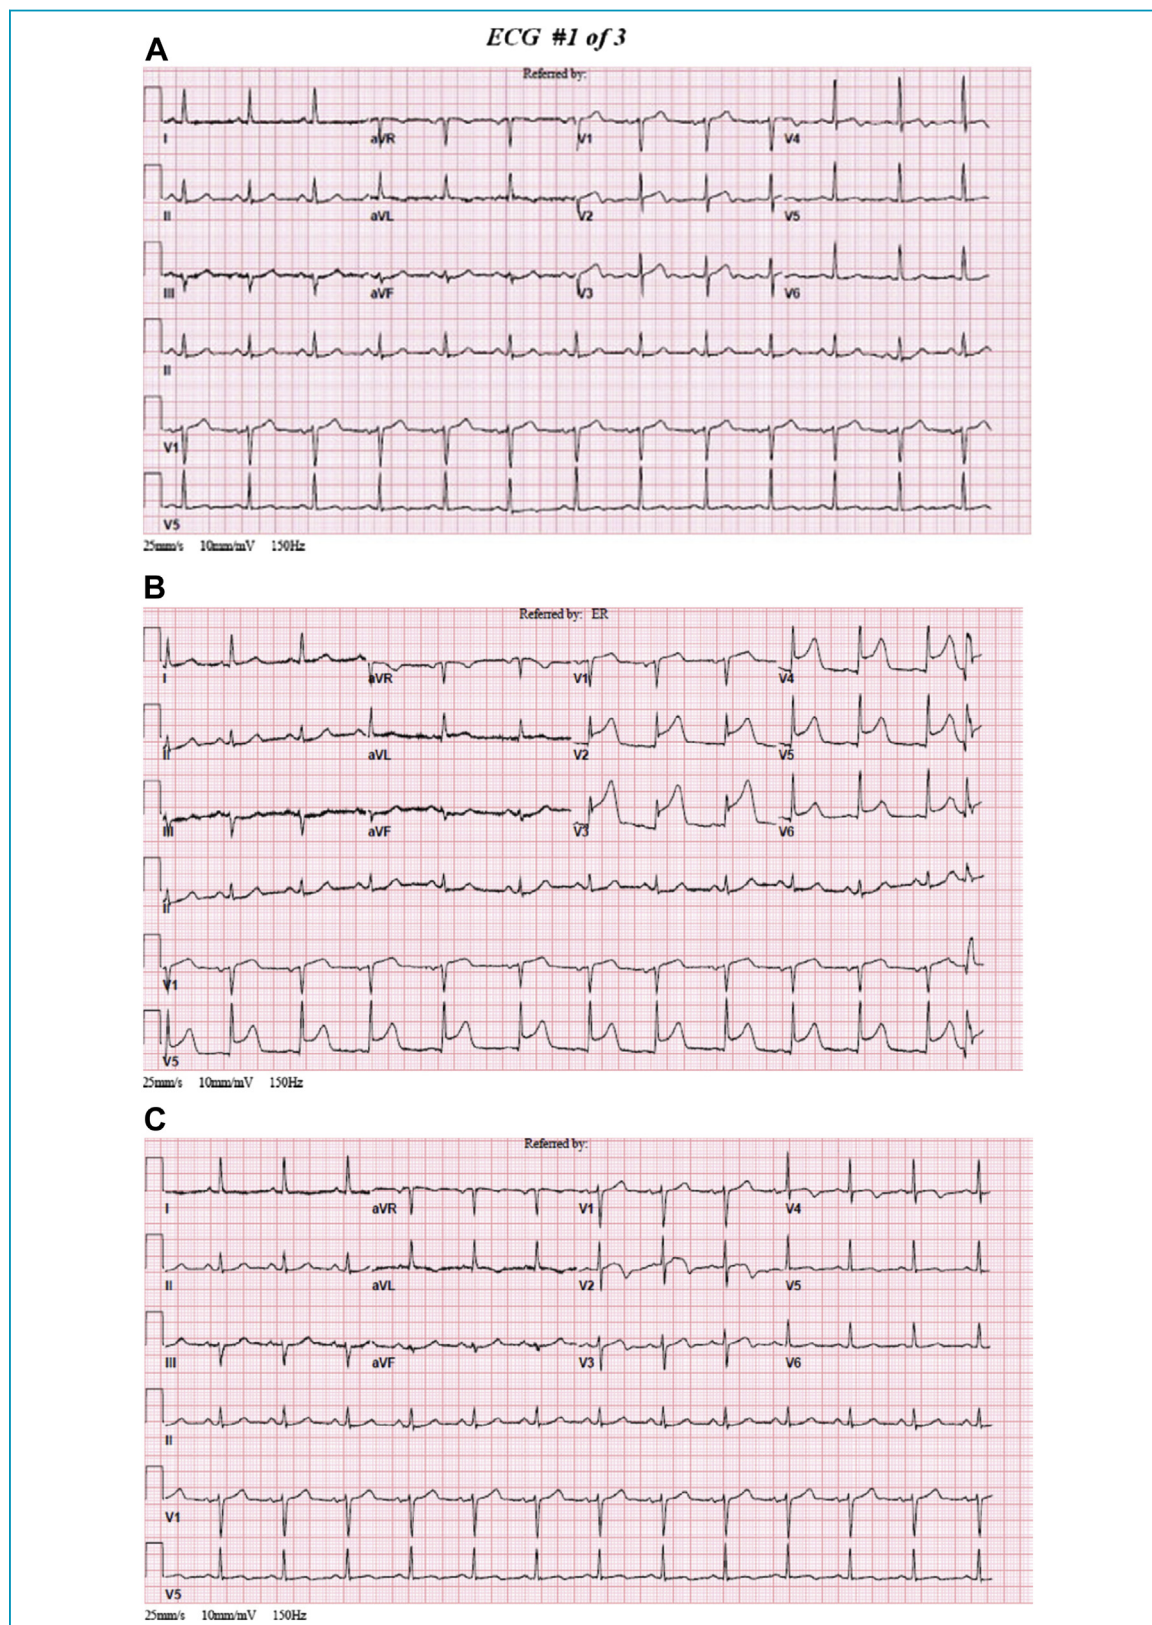 A
ECG #1 of 3
Referred by:
I aVR V1 V4
II aVL V2 V5
III aVF V3 V6
II
V1
V5
25mm/s 10mm/mV 150Hz
B
Referred by: ER
I aVR V1 V4
II aVL V2 V5
III aVF V3 V6
II
V1
V5
25mm/s 10mm/mV 150Hz
C
Referred by:
I aVR V1 V4
II aVL V2 V5
III aVF V3 V6
II
V1
V5
25mm/s 10mm/mV 150Hz